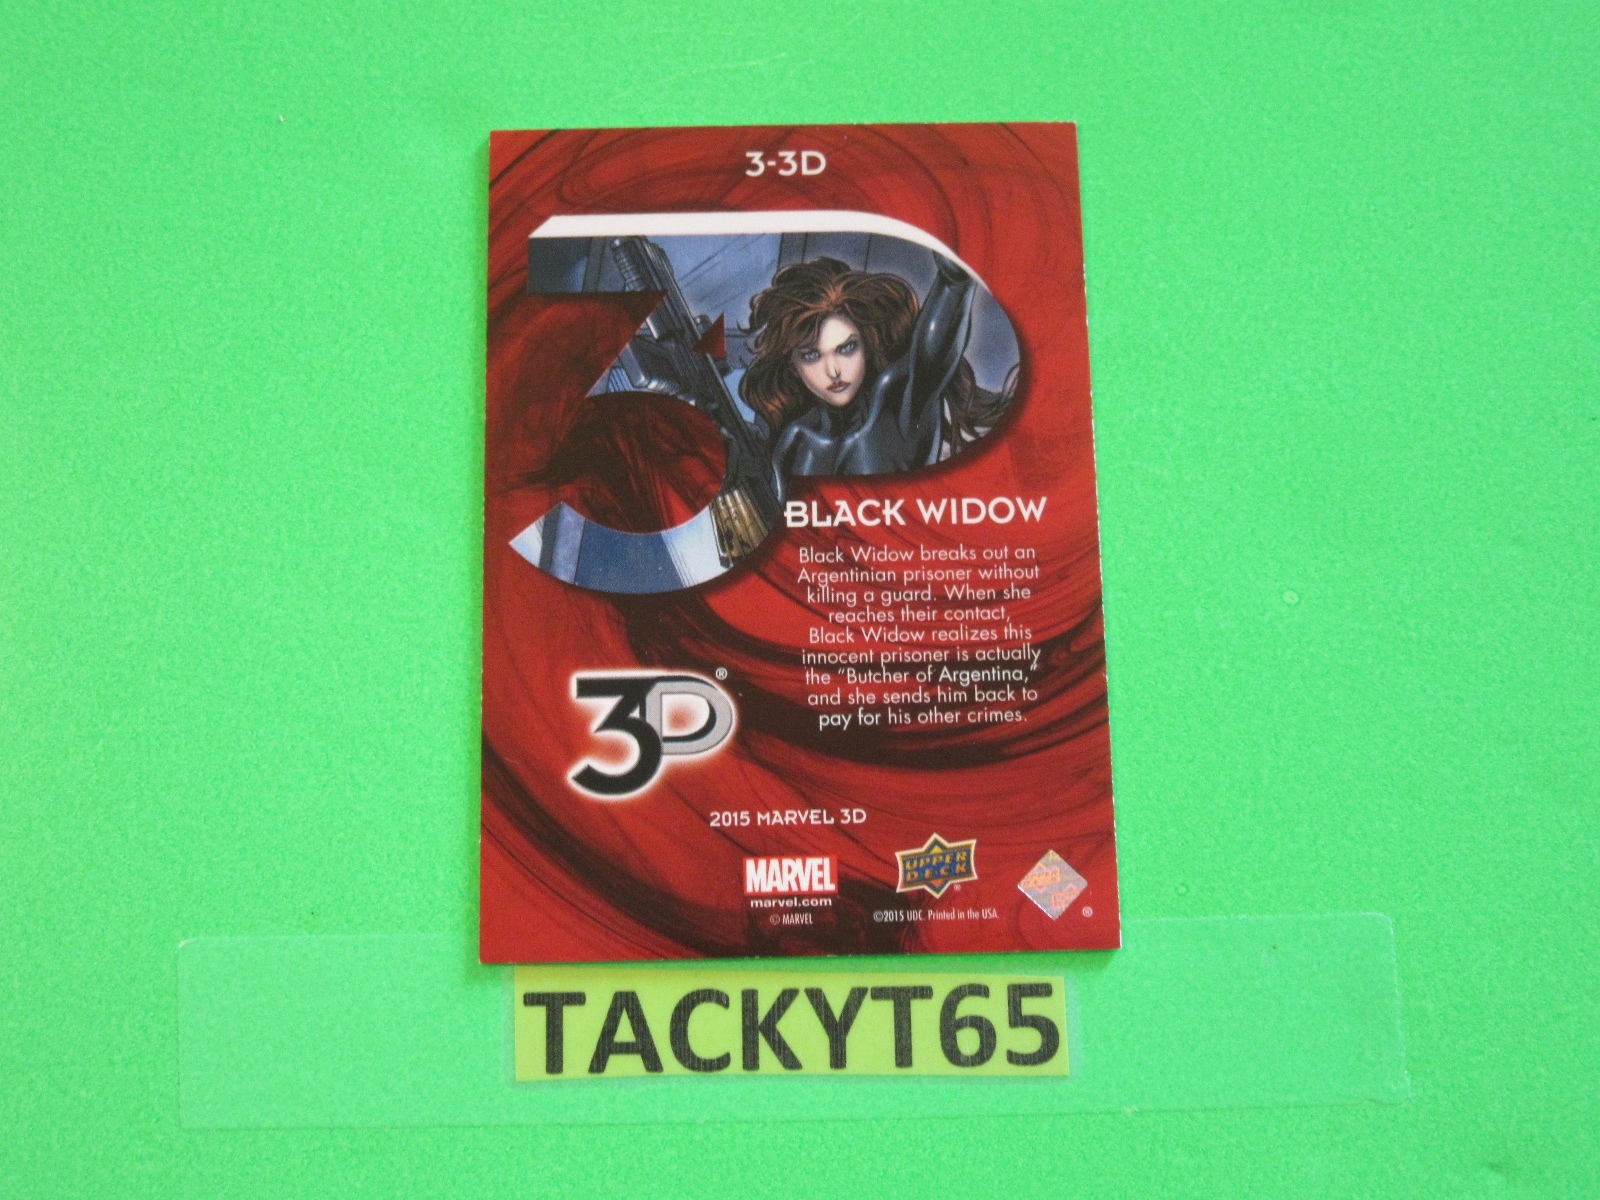 3-3D
BLACK WIDOW
Black Widow breaks out an
Argentinian prisoner without
killing a guard. When she
reaches their contact,
Black Widow realizes this
innocent prisoner is actually
the "Butcher of Argentina,"
and she sends him back to
pay for his other crimes.
3D®
2015 MARVEL 3D
MARVEL
marvel.com
© MARVEL
UPPER
DECK®
©2015 UDC. Printed in the USA.
®
TACKYT65